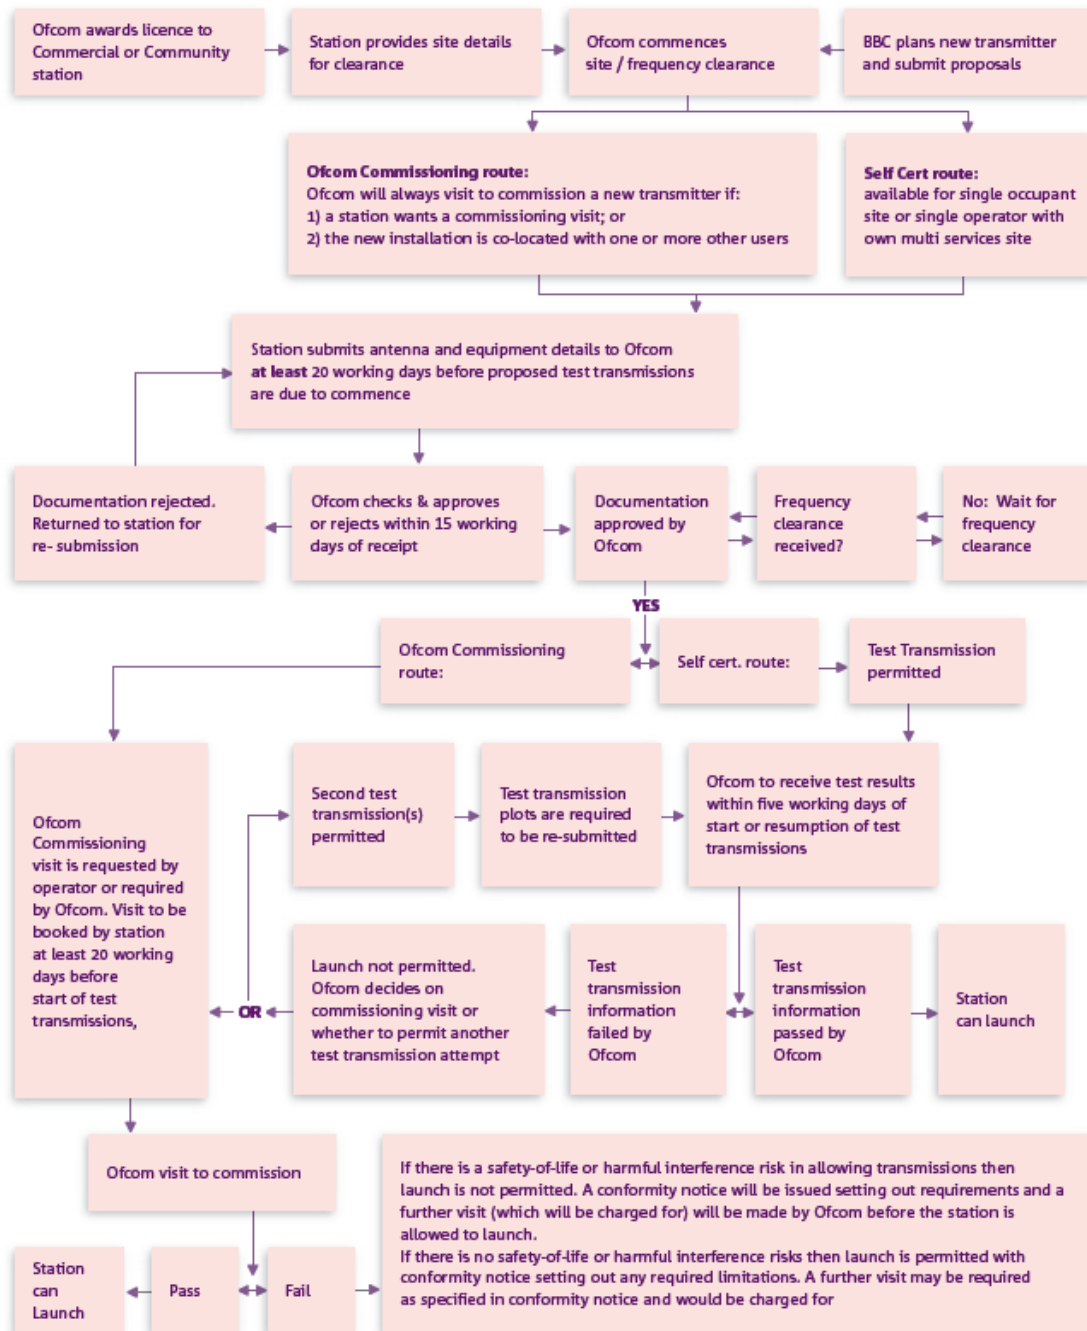 Ofcom awards licence to
Commercial or Community
station
Station provides site details
for clearance
Ofcom commences
site / frequency clearance
BBC plans new transmitter
and submit proposals
Ofcom Commissioning route:
Ofcom will always visit to commission a new transmitter if:
1) a station wants a commissioning visit; or
2) the new installation is co-located with one or more other users
Self Cert route:
available for single occupant
site or single operator with
own multi services site
Station submits antenna and equipment details to Ofcom
at least 20 working days before proposed test transmissions
are due to commence
Documentation rejected.
Returned to station for
re- submission
Ofcom checks & approves
or rejects within 15 working
days of receipt
Documentation
approved by
Ofcom
Frequency
clearance
received?
No: Wait for
frequency
clearance
YES
Ofcom Commissioning
route:
Self cert. route:
Test Transmission
permitted
Ofcom
Commissioning
visit is requested by
operator or required
by Ofcom. Visit to be
booked by station
at least 20 working
days before
start of test
transmissions,
Second test
transmission(s)
permitted
Test transmission
plots are required
to be re-submitted
Ofcom to receive test results
within five working days of
start or resumption of test
transmissions
OR
Launch not permitted.
Ofcom decides on
commissioning visit or
whether to permit another
test transmission attempt
Test
transmission
information
failed by
Ofcom
Test
transmission
information
passed by
Ofcom
Station
can launch
Ofcom visit to commission
Station
can
Launch
Pass
Fail
If there is a safety-of-life or harmful interference risk in allowing transmissions then
launch is not permitted. A conformity notice will be issued setting out requirements and a
further visit (which will be charged for) will be made by Ofcom before the station is
allowed to launch.
If there is no safety-of-life or harmful interference risks then launch is permitted with
conformity notice setting out any required limitations. A further visit may be required
as specified in conformity notice and would be charged for